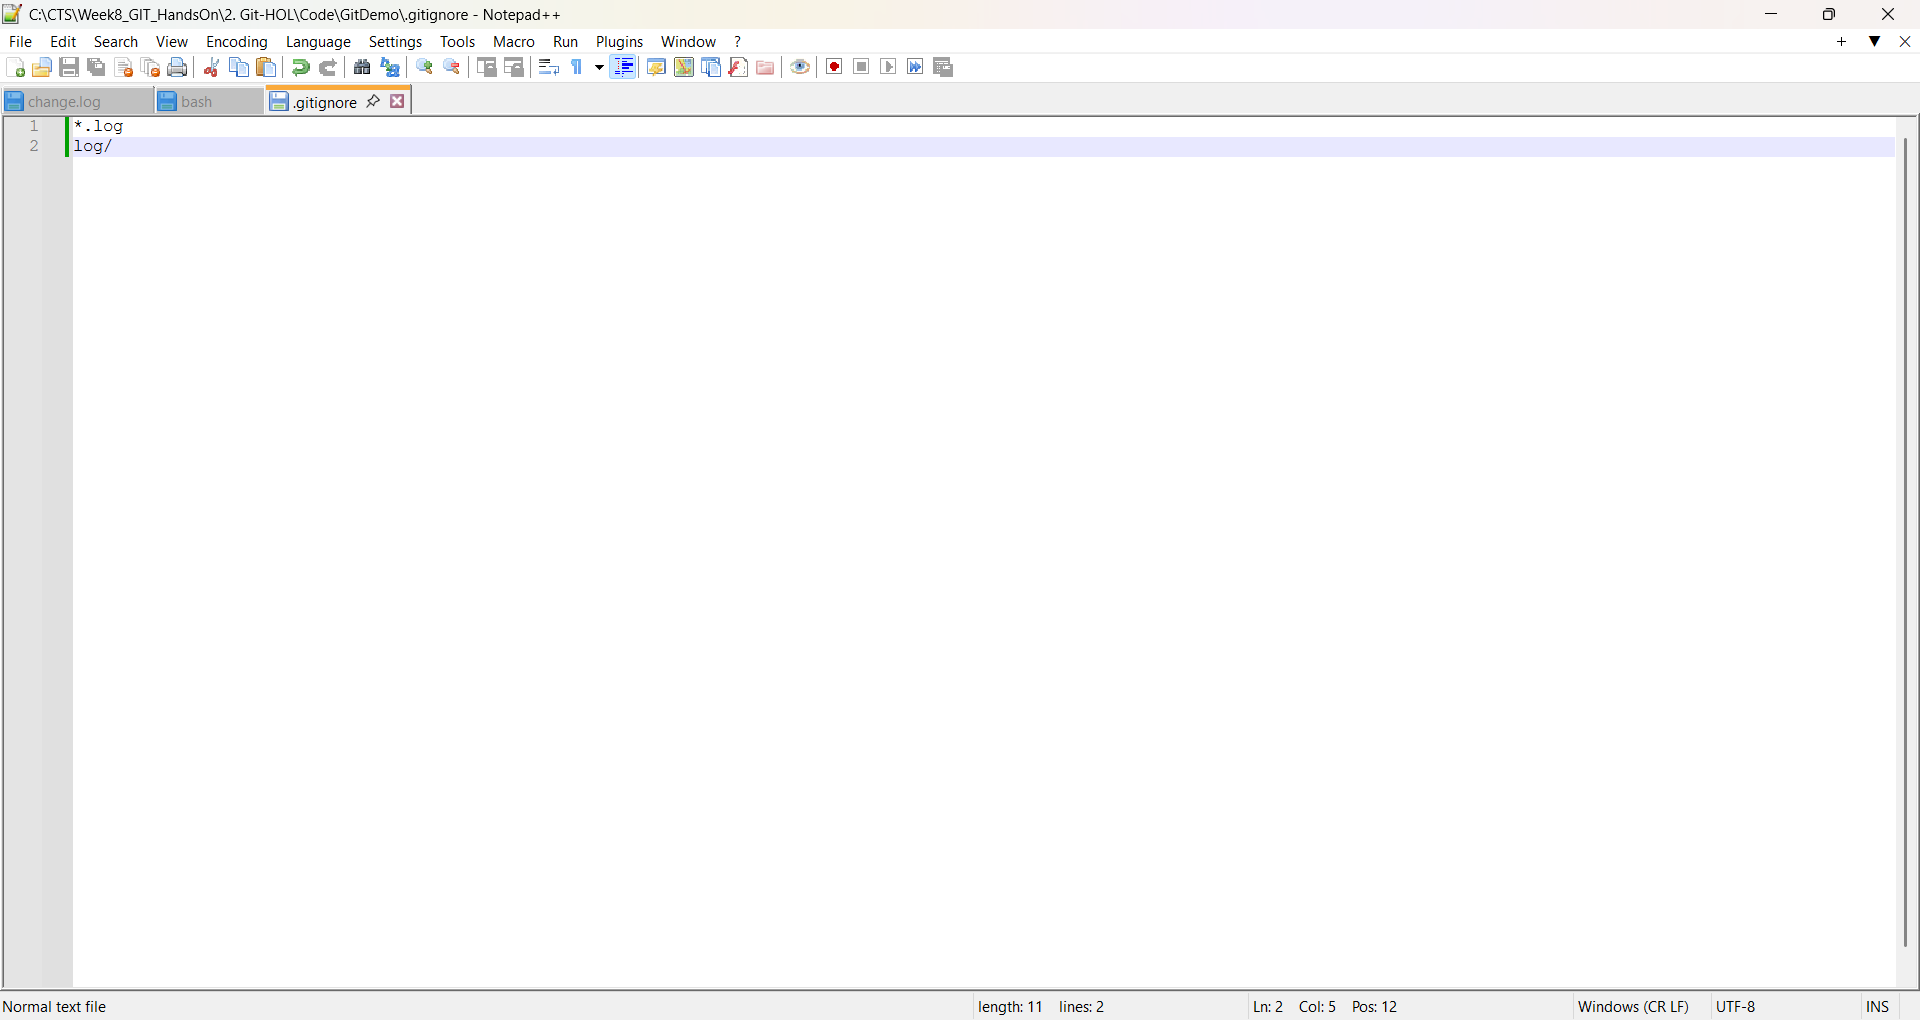 C:\CTS\Week8_GIT_HandsOn\2. Git-HOL\Code\GitDemo\.gitignore - Notepad++
File Edit Search View Encoding Language Settings Tools Macro Run Plugins Window ?
change.log bash .gitignore
1 *.log
2 log/
Normal text file length: 11 lines: 2 Ln: 2 Col: 5 Pos: 12 Windows (CR LF) UTF-8 INS